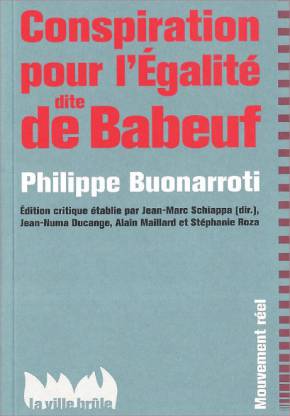 Conspiration
pour l'Égalité
dite
de Babeuf
Philippe Buonarroti
Édition critique établie par Jean-Marc Schiappa (dir.),
Jean-Numa Ducange, Alain Maillard et Stéphanie Roza
Mouvement réel
la ville brûle